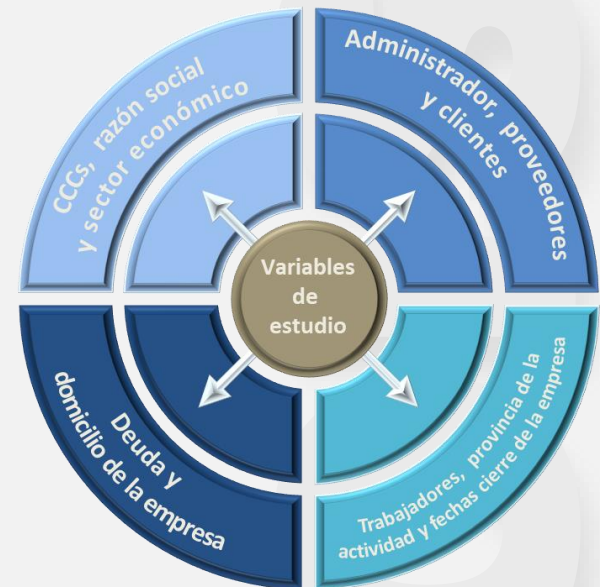 CCCs, razón social
y sector económico
Administrador, proveedores
y clientes
Variables
de
estudio
Deuda y
domicilio de la empresa
Trabajadores, provincia de la
actividad y fechas cierre de la empresa